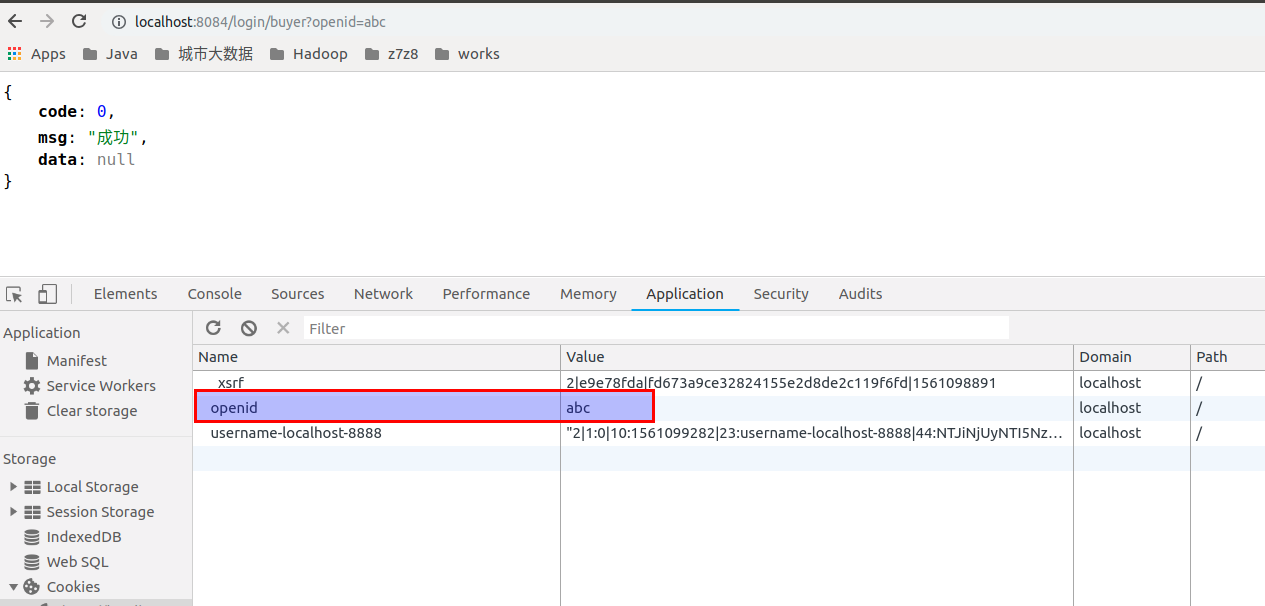 localhost:8084/login/buyer?openid=abc
Apps Java 城市大数据 Hadoop z7z8 works
{
code: 0,
msg: "成功",
data: null
}
Elements Console Sources Network Performance Memory Application Security Audits
Application
Manifest
Service Workers
Clear storage
Storage
Local Storage
Session Storage
IndexedDB
Web SQL
Cookies
Filter
Name Value Domain Path
_xsrf 2|e9e78fda|fd673a9ce32824155e2d8de2c119f6fd|1561098891 localhost /
openid abc localhost /
username-localhost-8888 "2|1:0|10:1561099282|23:username-localhost-8888|44:NTJiNjUyNTI5Nz... localhost /